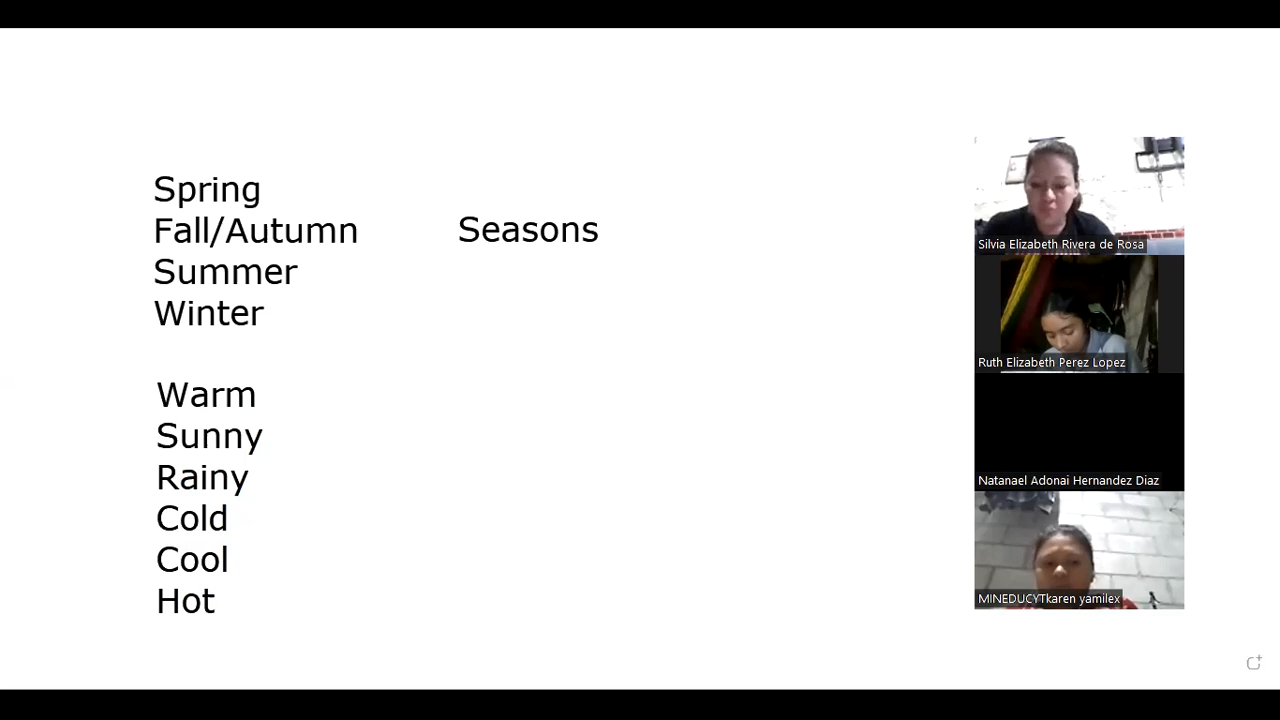 Spring
Fall/Autumn Seasons
Summer
Winter
Warm
Sunny
Rainy
Cold
Cool
Hot
Silvia Elizabeth Rivera de Rosa
Ruth Elizabeth Perez Lopez
Natanael Adonai Hernandez Diaz
MINEDUCYTkaren yamilex